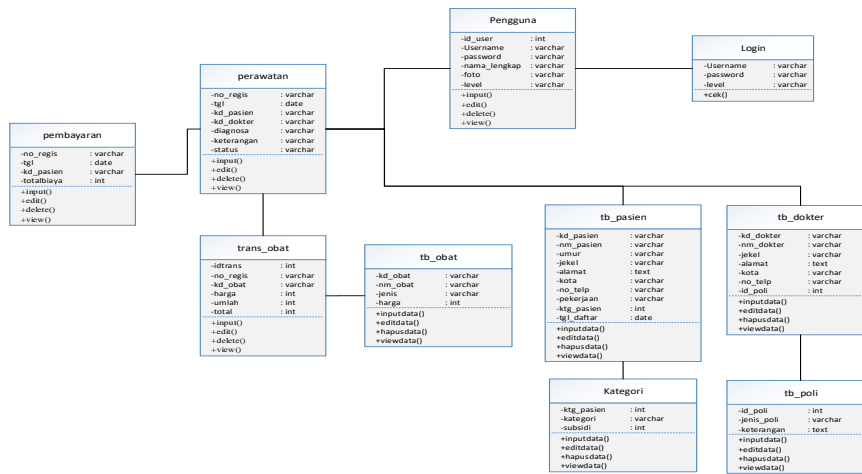 Pengguna
-id_user : int
-Username : varchar
-password : varchar
-nama_lengkap : varchar
-foto : varchar
-level : varchar
+input()
+edit()
+delete()
+view()
Login
-Username : varchar
-password : varchar
-level : varchar
+cek()
perawatan
-no_regis : varchar
-tgl : date
-kd_pasien : varchar
-kd_dokter : varchar
-diagnosa : varchar
-keterangan : varchar
-status : varchar
+input()
+edit()
+delete()
+view()
pembayaran
-no_regis : varchar
-tgl : date
-kd_pasien : varchar
-totalbiaya : int
+input()
+edit()
+delete()
+view()
trans_obat
-idtrans : int
-no_regis : varchar
-kd_obat : varchar
-harga : int
-umlah : int
-total : int
+input()
+edit()
+delete()
+view()
tb_obat
-kd_obat : varchar
-nm_obat : varchar
-jenis : varchar
-harga : int
+inputdata()
+editdata()
+hapusdata()
+viewdata()
tb_pasien
-kd_pasien : varchar
-nm_pasien : varchar
-umur : varchar
-jekel : varchar
-alamat : text
-kota : varchar
-no_telp : varchar
-pekerjaan : varchar
-ktg_pasien : int
-tgl_daftar : date
+inputdata()
+editdata()
+hapusdata()
+viewdata()
tb_dokter
-kd_dokter : varchar
-nm_dokter : varchar
-jekel : varchar
-alamat : text
-kota : varchar
-no_telp : varchar
-id_poli : int
+inputdata()
+editdata()
+hapusdata()
+viewdata()
Kategori
-ktg_pasien : int
-kategori : varchar
-subsidi : int
+inputdata()
+editdata()
+hapusdata()
+viewdata()
tb_poli
-id_poli : int
-jenis_poli : varchar
-keterangan : text
+inputdata()
+editdata()
+hapusdata()
+viewdata()